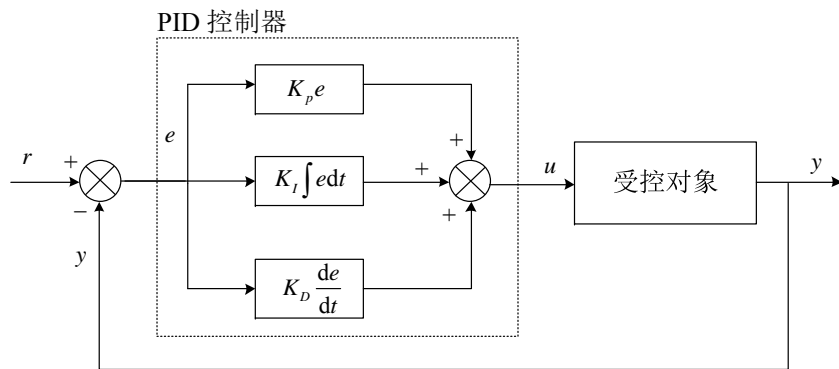 PID 控制器
K_p e
e
+
r
+
K_I ∫ e dt
+
u
受控对象
y
−
+
y
K_D de/dt